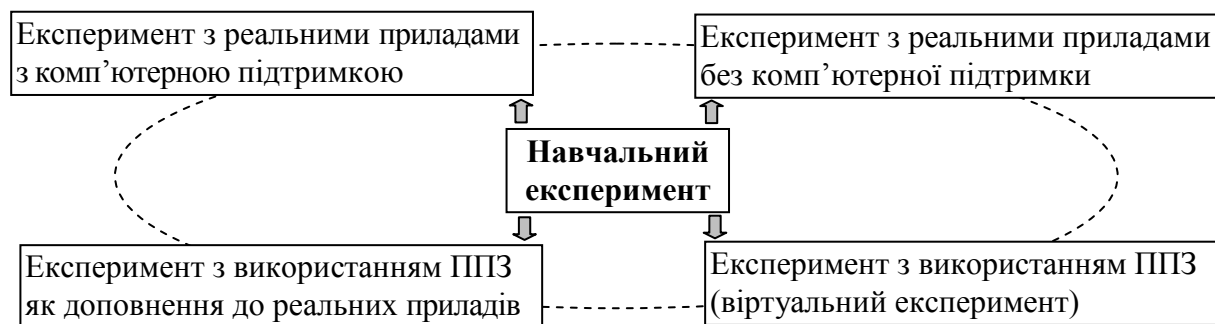 Експеримент з реальними приладами
з комп’ютерною підтримкою
Експеримент з реальними приладами
без комп’ютерної підтримки
Навчальний
експеримент
Експеримент з використанням ППЗ
як доповнення до реальних приладів
Експеримент з використанням ППЗ
(віртуальний експеримент)